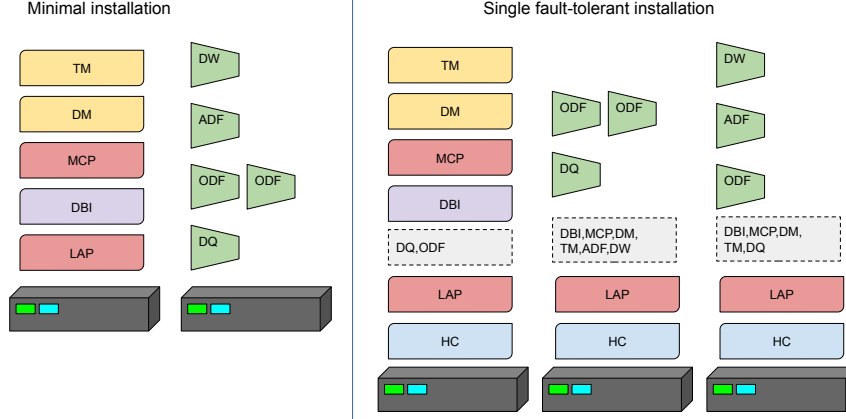 Minimal installation
TM
DM
MCP
DBI
LAP
DW
ADF
ODF ODF
DQ
Single fault-tolerant installation
TM
DM
MCP
DBI
DQ,ODF
LAP
HC
ODF ODF
DQ
DBI,MCP,DM,
TM,ADF,DW
LAP
HC
DW
ADF
ODF
DBI,MCP,DM,
TM,DQ
LAP
HC